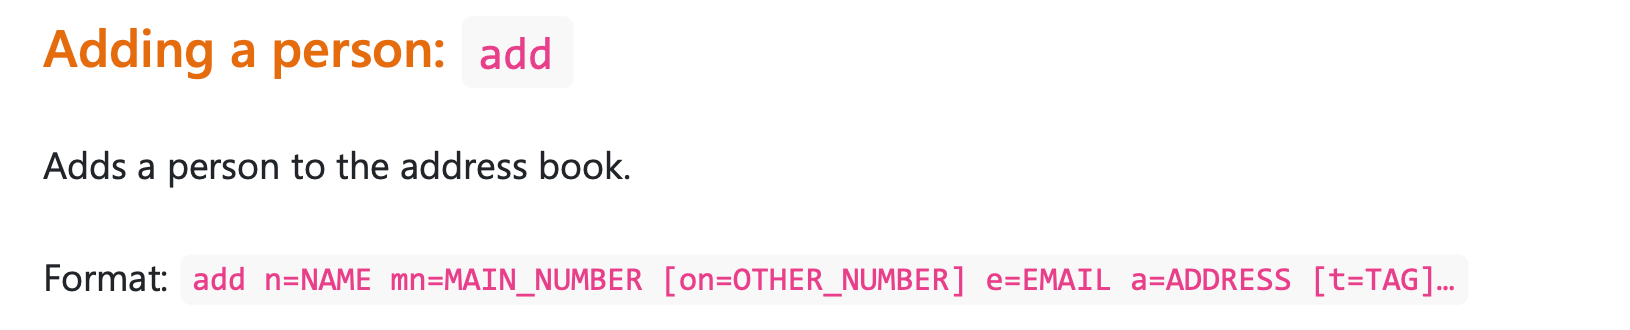 Adding a person: add
Adds a person to the address book.
Format: add n=NAME mn=MAIN_NUMBER [on=OTHER_NUMBER] e=EMAIL a=ADDRESS [t=TAG]…